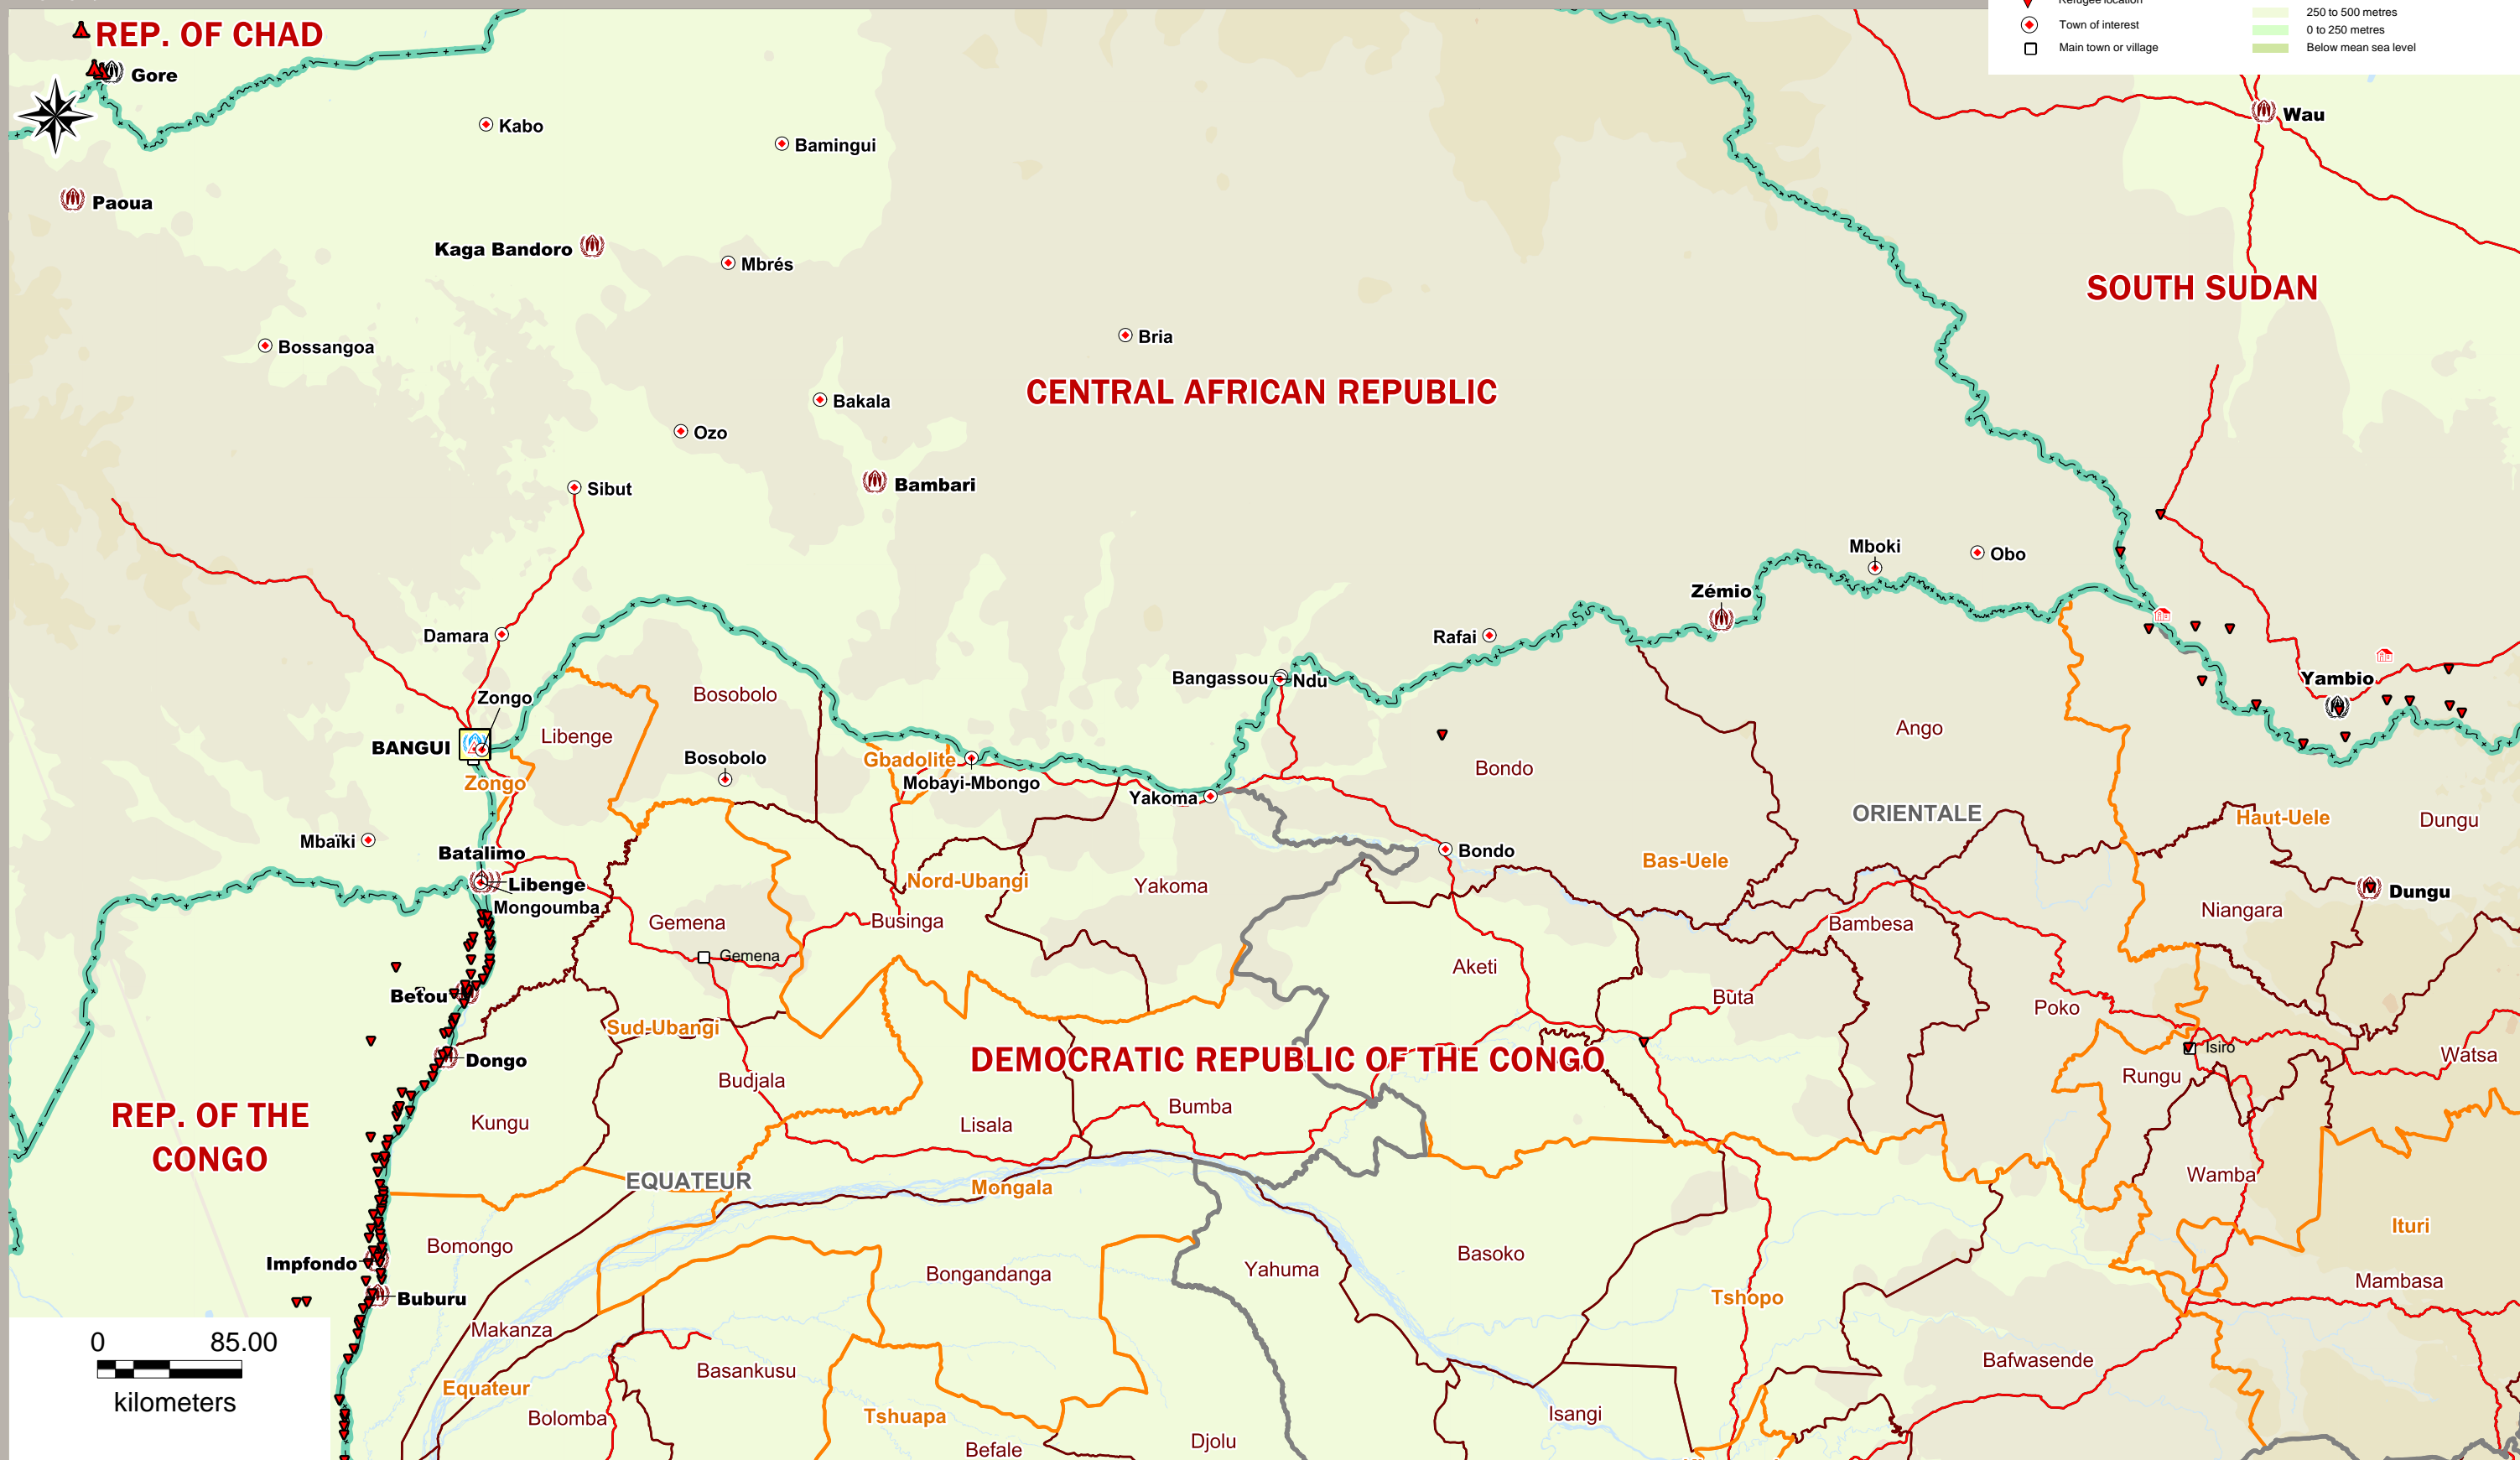 Refugee location
250 to 500 metres
Town of interest
0 to 250 metres
Main town or village
Below mean sea level
REP. OF CHAD
Gore
Kabo
Bamingui
Wau
Paoua
Kaga Bandoro
Mbrés
SOUTH SUDAN
Bossangoa
Bria
CENTRAL AFRICAN REPUBLIC
Bakala
Ozo
Bambari
Sibut
Mboki
Obo
Zémio
Damara
Rafai
Bangassou
Ndu
Yambio
Zongo
Bosobolo
Libenge
BANGUI
Ango
Bosobolo
Gbadolite
Bondo
Zongo
Mobayi-Mbongo
Yakoma
ORIENTALE
Haut-Uele
Dungu
Mbaïki
Batalimo
Bondo
Bas-Uele
Libenge
Nord-Ubangi
Yakoma
Dungu
Mongoumba
Gemena
Businga
Bambesa
Niangara
Gemena
Aketi
Betou
Buta
Poko
Sud-Ubangi
Dongo
DEMOCRATIC REPUBLIC OF THE CONGO
Isiro
Watsa
Budjala
Rungu
REP. OF THE
CONGO
Kungu
Lisala
Bumba
EQUATEUR
Mongala
Wamba
Ituri
Bomongo
Basoko
Impfondo
Bongandanga
Yahuma
Mambasa
Buburu
Tshopo
Makanza
0
85.00
kilometers
Basankusu
Bafwasende
Equateur
Bolomba
Tshuapa
Isangi
Befale
Djolu